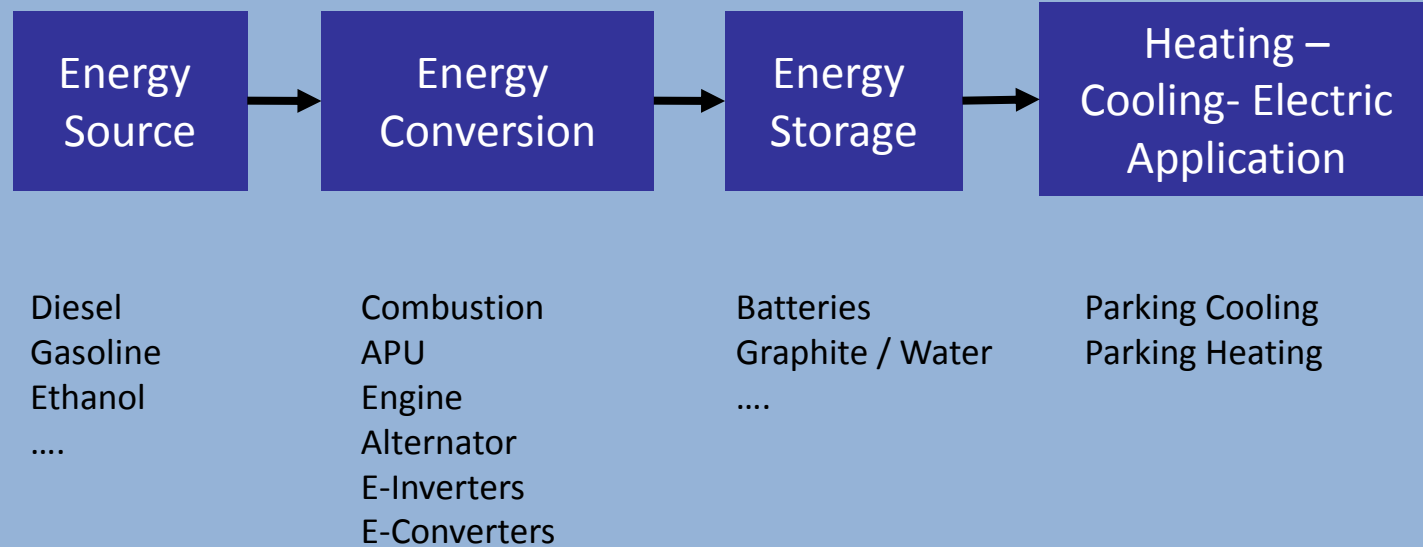 Energy
Source
Energy
Conversion
Energy
Storage
Heating –
Cooling- Electric
Application
Diesel
Gasoline
Ethanol
....
Combustion
APU
Engine
Alternator
E-Inverters
E-Converters
Batteries
Graphite / Water
....
Parking Cooling
Parking Heating